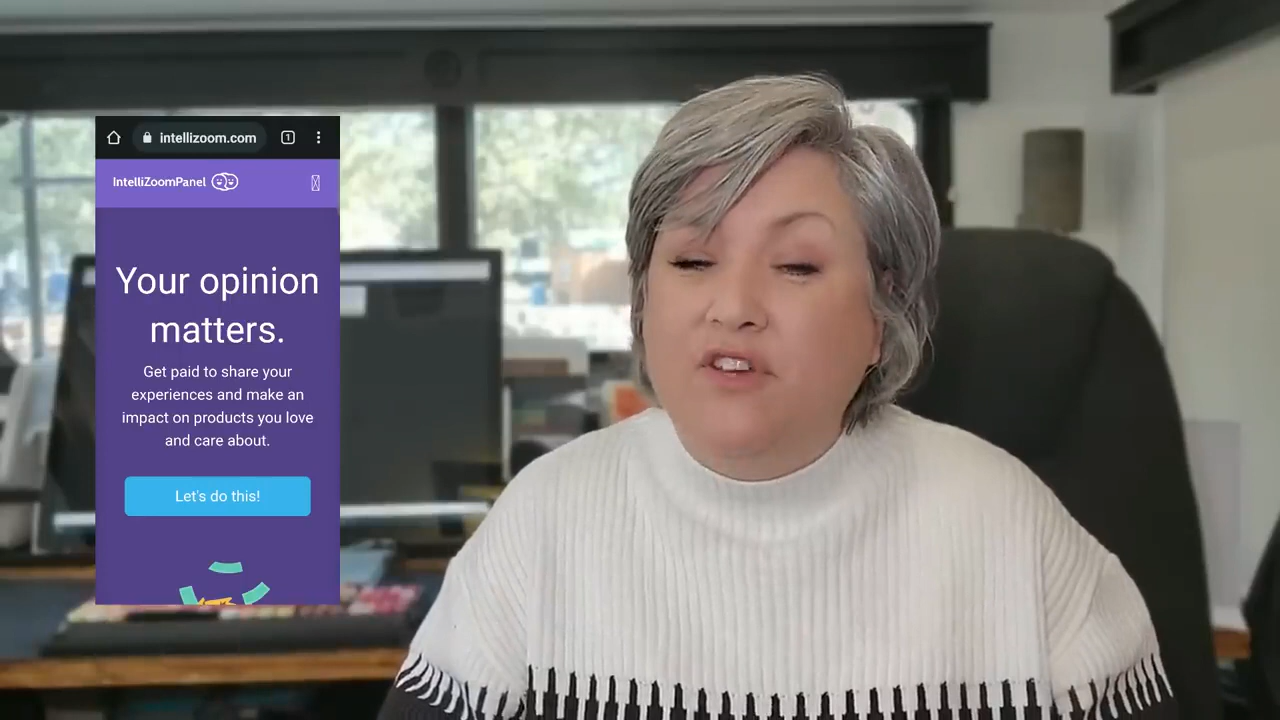 intellizoom.com
1
IntelliZoomPanel
Your opinion
matters.
Get paid to share your
experiences and make an
impact on products you love
and care about.
Let's do this!